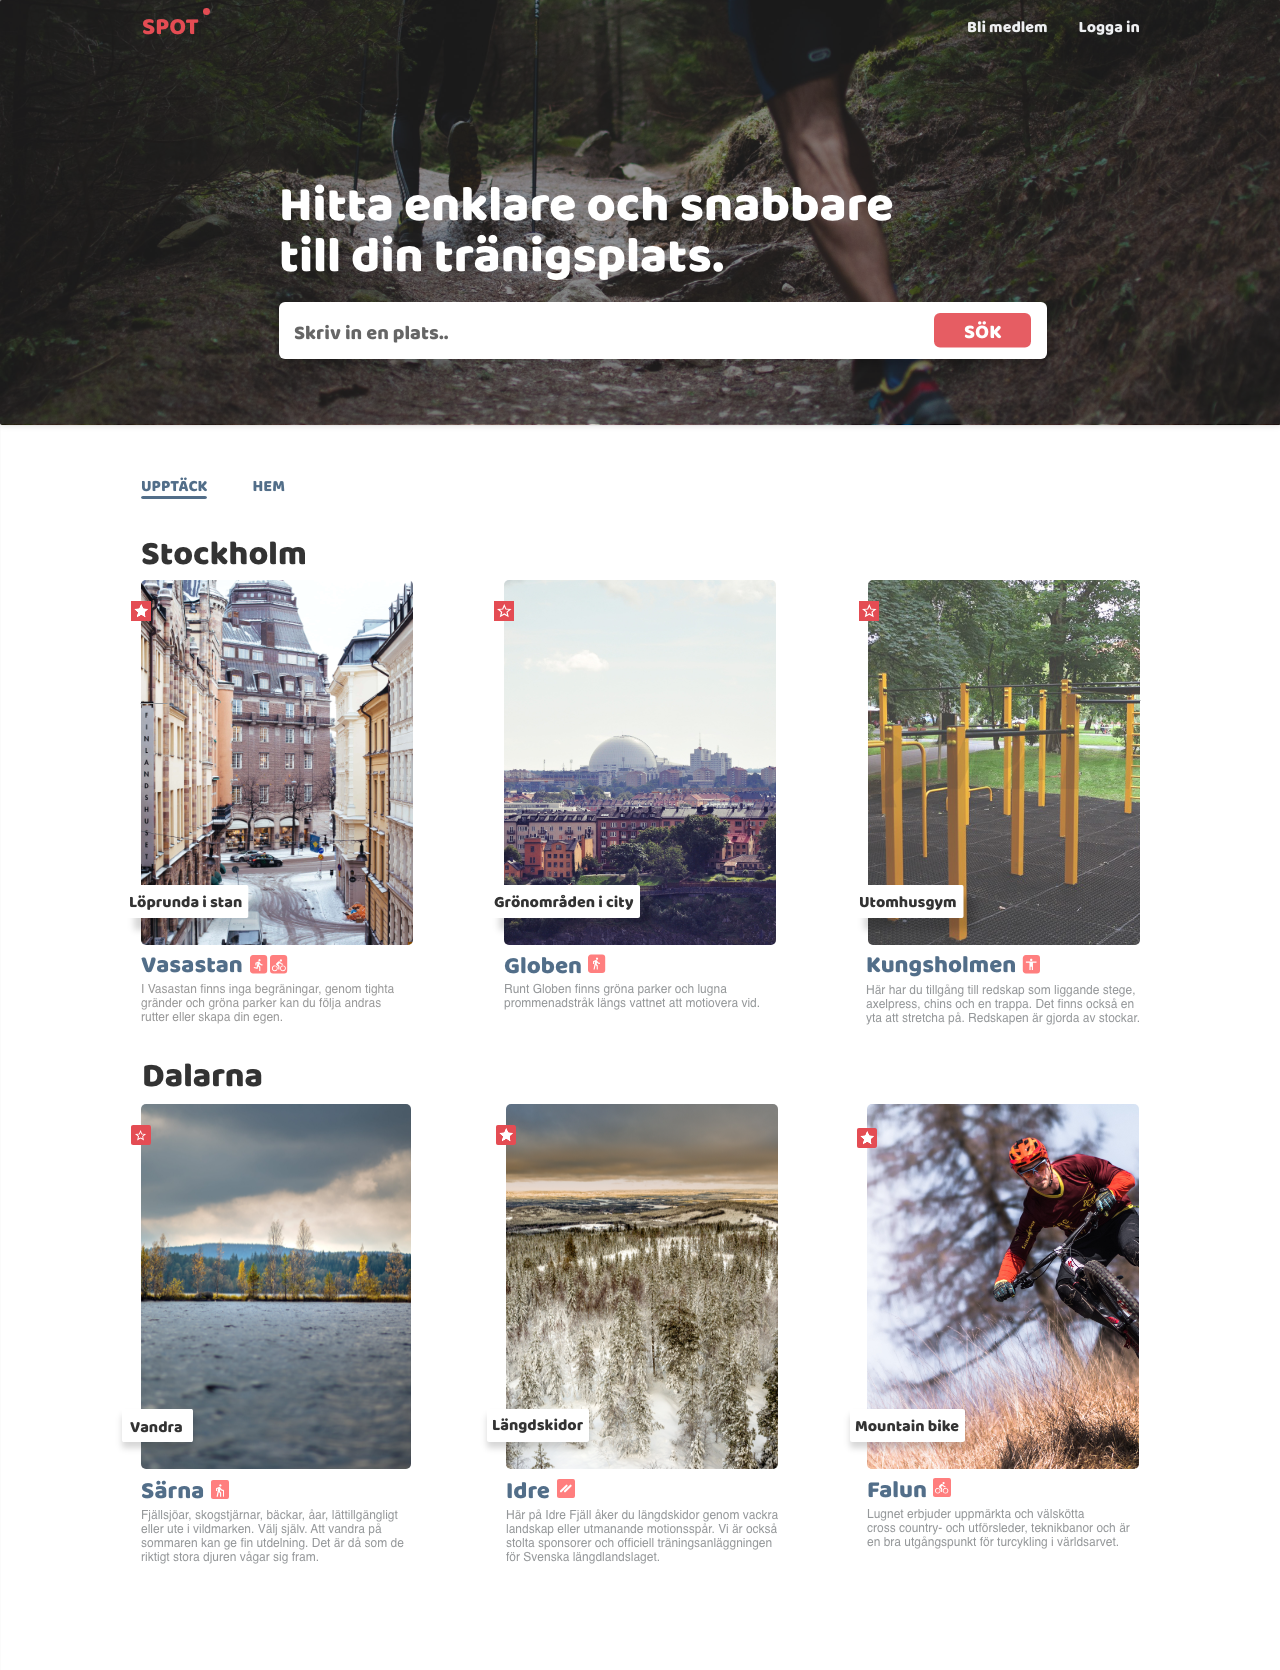 SPOT
Bli medlem
Logga in
Hitta enklare och snabbare
till din tränigsplats.
Skriv in en plats..
SÖK
UPPTÄCK
HEM
Stockholm
FINLANDSHUSET
Löprunda i stan
Grönområden i city
Utomhusgym
Vasastan
I Vasastan finns inga begräningar, genom tighta
gränder och gröna parker kan du följa andras
rutter eller skapa din egen.
Globen
Runt Globen finns gröna parker och lugna
prommenadstråk längs vattnet att motiovera vid.
Kungsholmen
Här har du tillgång till redskap som liggande stege,
axelpress, chins och en trappa. Det finns också en
yta att stretcha på. Redskapen är gjorda av stockar.
Dalarna
Vandra
Längdskidor
Mountain bike
Särna
Fjällsjöar, skogstjärnar, bäckar, åar, lättillgängligt
eller ute i vildmarken. Välj själv. Att vandra på
sommaren kan ge fin utdelning. Det är då som de
riktigt stora djuren vågar sig fram.
Idre
Här på Idre Fjäll åker du längdskidor genom vackra
landskap eller utmanande motionsspår. Vi är också
stolta sponsorer och officiell träningsanläggningen
för Svenska längdlandslaget.
Falun
Lugnet erbjuder uppmärkta och välskötta
cross country- och utförsleder, teknikbanor och är
en bra utgångspunkt för turcykling i världsarvet.